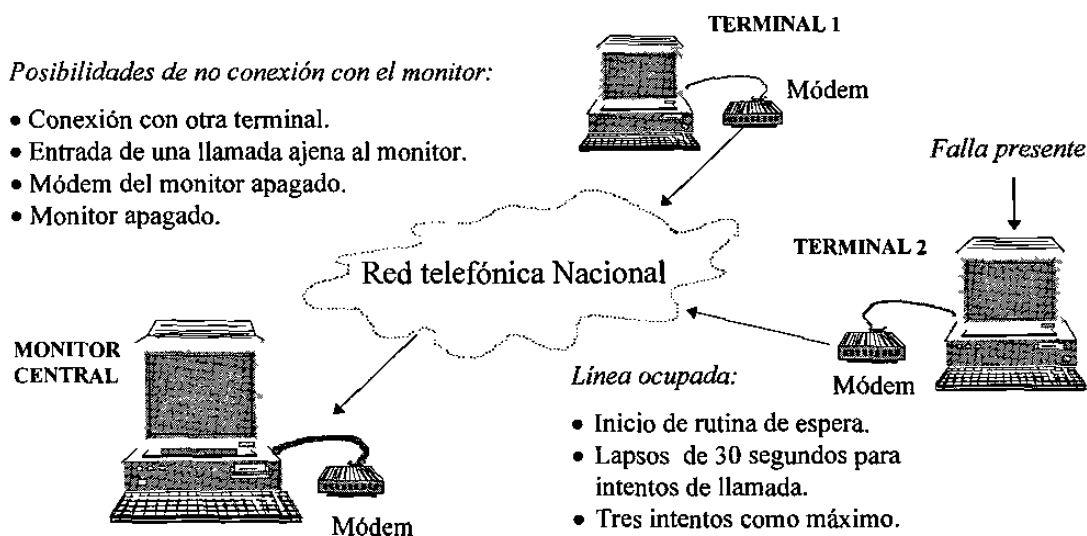 TERMINAL 1
Posibilidades de no conexión con el monitor:
Módem
• Conexión con otra terminal.
• Entrada de una llamada ajena al monitor.
• Módem del monitor apagado.
• Monitor apagado.
Falla presente
TERMINAL 2
Red telefónica Nacional
MONITOR
CENTRAL
Módem
Línea ocupada:
• Inicio de rutina de espera.
• Lapsos de 30 segundos para
intentos de llamada.
• Tres intentos como máximo.
Módem